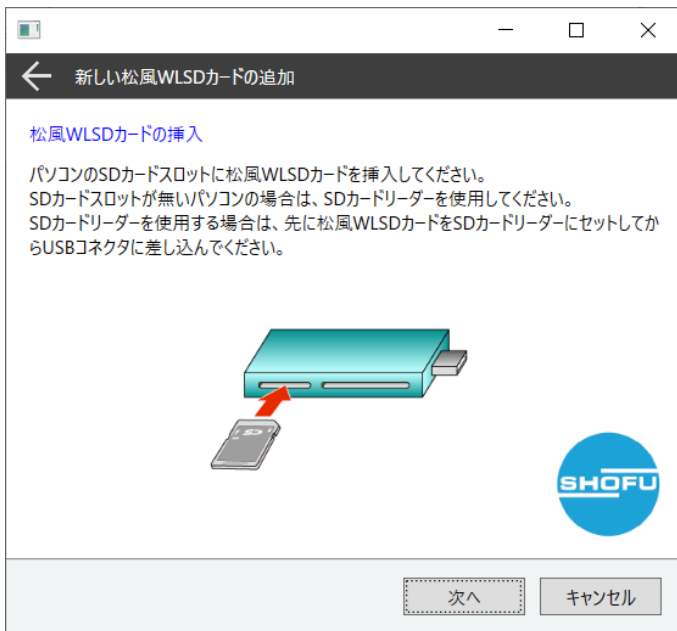 新しい松風WLSDカードの追加
松風WLSDカードの挿入
パソコンのSDカードスロットに松風WLSDカードを挿入してください。
SDカードスロットが無いパソコンの場合は、SDカードリーダーを使用してください。
SDカードリーダーを使用する場合は、先に松風WLSDカードをSDカードリーダーにセットしてか
らUSBコネクタに差し込んでください。
SD
SHOFU
次へ
キャンセル